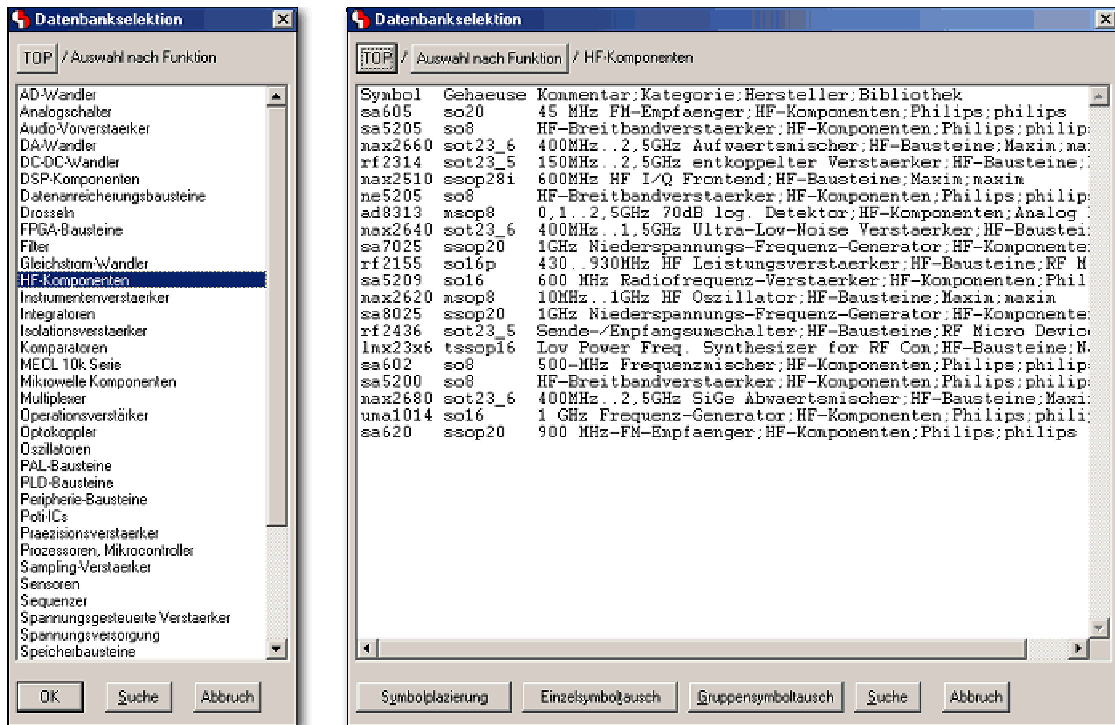 Datenbankselektion
TOP / Auswahl nach Funktion
AD-Wandler
Analogschalter
Audio-Vorverstaerker
DA-Wandler
DC-DC-Wandler
DSP-Komponenten
Datenanreicherungsbausteine
Drosseln
FPGA-Bausteine
Filter
Gleichstrom-Wandler
HF-Komponenten
Instrumentenverstaerker
Integratoren
Isolationsverstaerker
Komparatoren
MECL 10k Serie
Mikrowelle Komponenten
Multiplexer
Operationsverstärker
Optokoppler
Oszillatoren
PAL-Bausteine
PLD-Bausteine
Peripherie-Bausteine
Poti-ICs
Praezisionsverstaerker
Prozessoren, Mikrocontroller
Sampling-Verstaerker
Sensoren
Sequenzer
Spannungsgesteuerte Verstaerker
Spannungsversorgung
Speicherbausteine
OK Suche Abbruch
Datenbankselektion
TOP / Auswahl nach Funktion / HF-Komponenten
Symbol Gehaeuse Kommentar;Kategorie;Hersteller;Bibliothek
sa605 so20 45 MHz FM-Empfaenger;HF-Komponenten;Philips;philips
sa5205 so8 HF-Breitbandverstaerker;HF-Komponenten;Philips;philip
max2660 sot23_6 400MHz..2,5GHz Aufwaertsmischer;HF-Bausteine;Maxim;ma
rf2314 sot23_5 150MHz..2,5GHz entkoppelter Verstaerker;HF-Bausteine;
max2510 ssop28i 600MHz HF I/Q Frontend;HF-Bausteine;Maxim;maxim
ne5205 so8 HF-Breitbandverstaerker;HF-Komponenten;Philips;philip
ad8313 msop8 0,1..2,5GHz 70dB log. Detektor;HF-Komponenten;Analog
max2640 sot23_6 400MHz..1,5GHz Ultra-Low-Noise Verstaerker;HF-Baustei
sa7025 ssop20 1GHz Niederspannungs-Frequenz-Generator;HF-Komponente
rf2155 so16p 430..930MHz HF Leistungsverstaerker;HF-Bausteine;RF M
sa5209 so16 600 MHz Radiofrequenz-Verstaerker;HF-Komponenten;Phil
max2620 msop8 10MHz..1GHz HF Oszillator;HF-Bausteine;Maxim;maxim
sa8025 ssop20 1GHz Niederspannungs-Frequenz-Generator;HF-Komponente
rf2436 sot23_5 Sende-/Empfangsumschalter;HF-Bausteine;RF Micro Devic
lmx23x6 tssop16 Low Power Freq. Synthesizer for RF Com;HF-Bausteine;N
sa602 so8 500-MHz Frequenzmischer;HF-Komponenten;Philips;philip
sa5200 so8 HF-Breitbandverstaerker;HF-Komponenten;Philips;philip
max2680 sot23_6 400MHz..2,5GHz SiGe Abwaertsmischer;HF-Bausteine;Maxi
uma1014 so16 1 GHz Frequenz-Generator;HF-Komponenten;Philips;phili
sa620 ssop20 900 MHz-FM-Empfaenger;HF-Komponenten;Philips;philips
Symbolplazierung Einzelsymboltausch Gruppensymboltausch Suche Abbruch